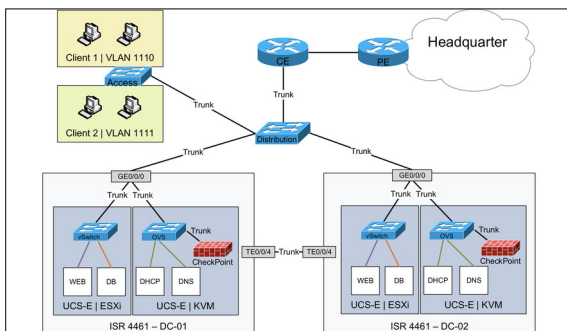 Client 1 | VLAN 1110
Access
Client 2 | VLAN 1111
CE
PE
Headquarter
Trunk
Trunk
Distribution
Trunk
Trunk
GE0/0/0
GE0/0/0
Trunk
Trunk
Trunk
Trunk
vSwitch
OVS
Trunk
CheckPoint
WEB
DB
DHCP
DNS
UCS-E | ESXi
UCS-E | KVM
ISR 4461 – DC-01
TE0/0/4
Trunk
TE0/0/4
vSwitch
OVS
Trunk
CheckPoint
WEB
DB
DHCP
DNS
UCS-E | ESXi
UCS-E | KVM
ISR 4461 – DC-02